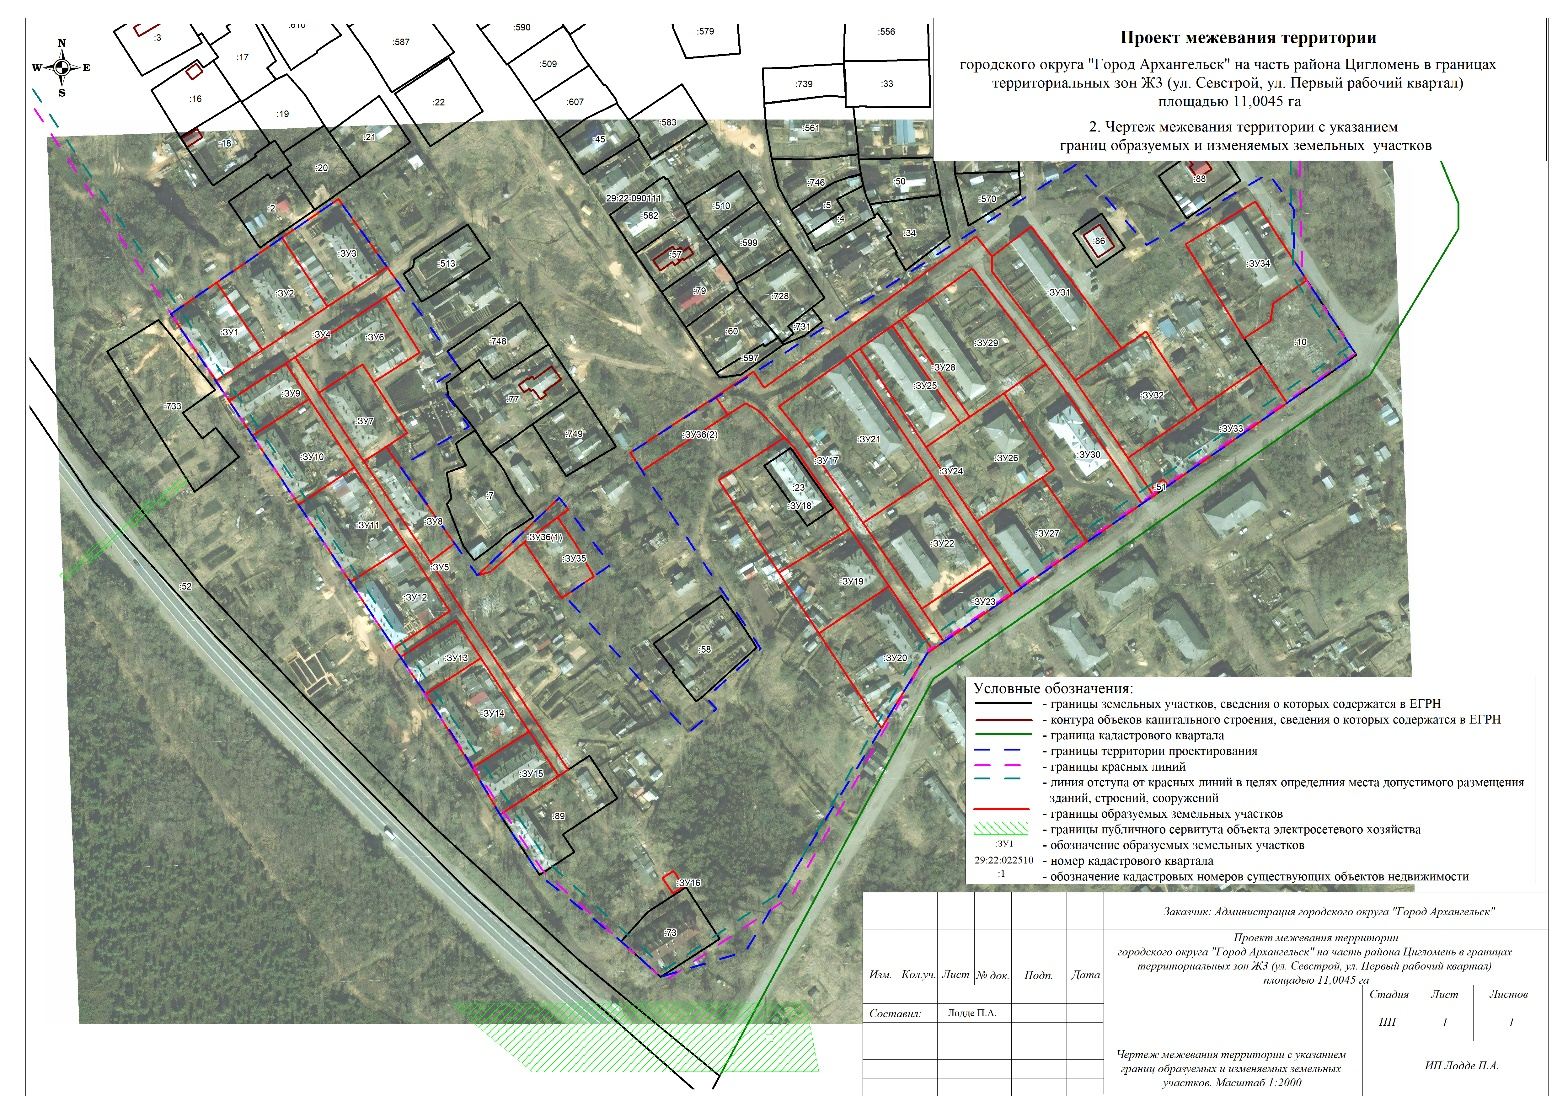 Проект межевания территории
городского округа "Город Архангельск" на часть района Цигломень в границах
территориальных зон Ж3 (ул. Севстрой, ул. Первый рабочий квартал)
площадью 11,0045 га
2. Чертеж межевания территории с указанием
границ образуемых и изменяемых земельных участков
N
W E
S
:3
:17
:587
:590
:579
:556
:16
:19
:22
:509
:607
:739
:33
:18
:21
:45
:583
:561
:20
:2
29:22:090111
:582
:510
:746
:50
:5
:4
:570
:88
:34
:86
:513
:57
:599
:79
:728
:60
:731
:597
:748
:77
:749
:733
:7
:23
:10
:51
:52
:58
:89
:73
:ЗУ1
:ЗУ2
:ЗУ3
:ЗУ4
:ЗУ6
:ЗУ9
:ЗУ7
:ЗУ10
:ЗУ11
:ЗУ8
:ЗУ5
:ЗУ12
:ЗУ13
:ЗУ14
:ЗУ15
:ЗУ16
:ЗУ36(1)
:ЗУ35
:ЗУ36(2)
:ЗУ17
:ЗУ18
:ЗУ19
:ЗУ20
:ЗУ21
:ЗУ22
:ЗУ23
:ЗУ24
:ЗУ25
:ЗУ26
:ЗУ27
:ЗУ28
:ЗУ29
:ЗУ30
:ЗУ31
:ЗУ32
:ЗУ33
:ЗУ34
Условные обозначения:
- границы земельных участков, сведения о которых содержатся в ЕГРН
- контура объеков капитального строения, сведения о которых содержатся в ЕГРН
- граница кадастрового квартала
- границы территории проектирования
- границы красных линий
- линия отступа от красных линий в целях определния места допустимого размещения
зданий, строений, сооружений
- границы образуемых земельных участков
- границы публичного сервитута объекта электросетевого хозяйства
:ЗУ1 - обозначение образуемых земельных участков
29:22:022510 - номер кадастрового квартала
:1 - обозначение кадастровых номеров существующих объектов недвижимости
Заказчик: Администрация городского округа "Город Архангельск"
Проект межевания территории
городского округа "Город Архангельск" на часть района Цигломень в границах
территориальных зон Ж3 (ул. Севстрой, ул. Первый рабочий квартал)
площадью 11,0045 га
Изм. Кол.уч. Лист № док. Подп. Дата
Стадия Лист Листов
Составил: Лодде П.А.
ПП 1 1
Чертеж межевания территории с указанием
границ образуемых и изменяемых земельных
участков. Масштаб 1:2000
ИП Лодде П.А.